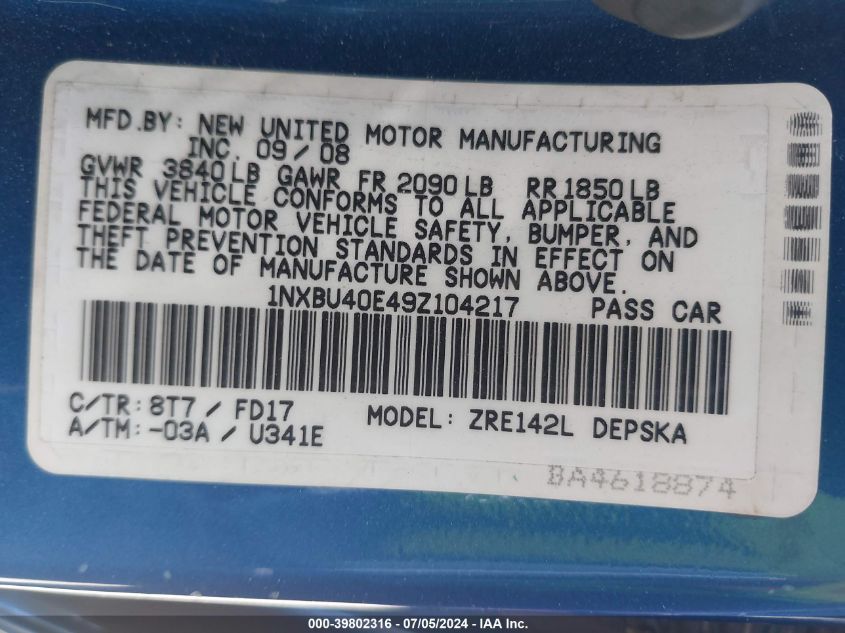 MFD.BY: NEW UNITED MOTOR MANUFACTURING
INC. 09/08
GVWR 3840LB GAWR FR 2090LB RR 1850LB
THIS VEHICLE CONFORMS TO ALL APPLICABLE
FEDERAL MOTOR VEHICLE SAFETY, BUMPER, AND
THEFT PREVENTION STANDARDS IN EFFECT ON
THE DATE OF MANUFACTURE SHOWN ABOVE.
1NXBU40E49Z104217 PASS CAR
C/TR: 8T7 / FD17 MODEL: ZRE142L DEPSKA
A/TM: -03A / U341E
BA4618874
000-39802316 - 07/05/2024 - IAAI, Inc.